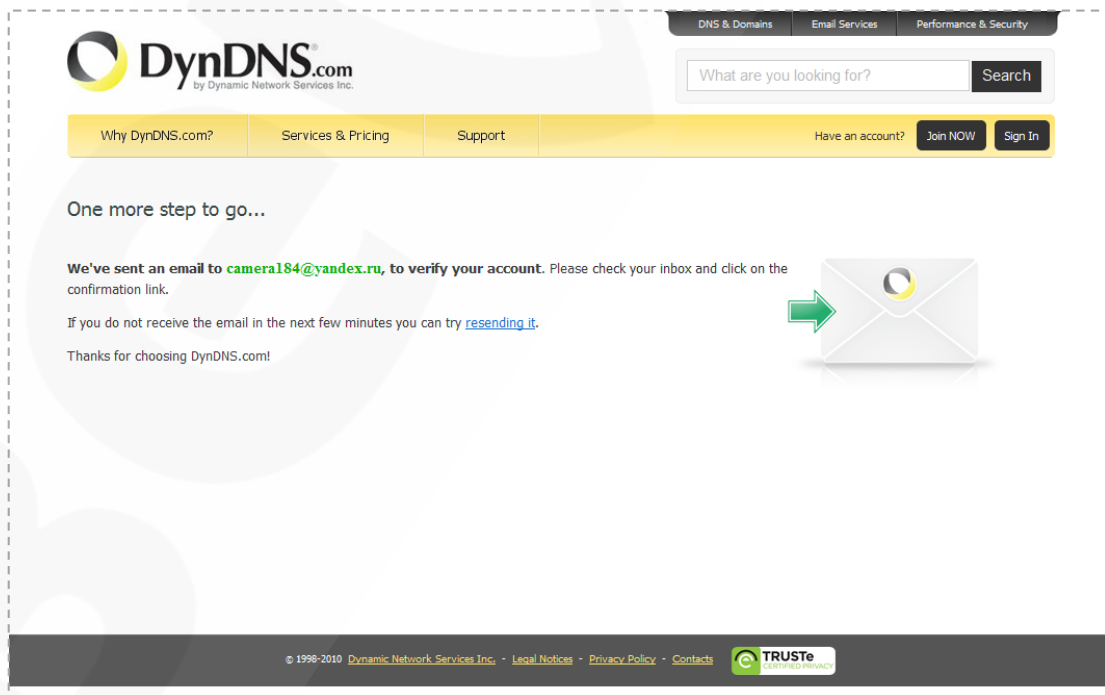 DNS & Domains Email Services Performance & Security
DynDNS.com
by Dynamic Network Services Inc.
What are you looking for? Search
Why DynDNS.com? Services & Pricing Support Have an account? Join NOW Sign In
One more step to go...
We've sent an email to camera184@yandex.ru, to verify your account. Please check your inbox and click on the
confirmation link.
If you do not receive the email in the next few minutes you can try resending it.
Thanks for choosing DynDNS.com!
© 1998-2010 Dynamic Network Services Inc. - Legal Notices - Privacy Policy - Contacts TRUSTe
CERTIFIED PRIVACY